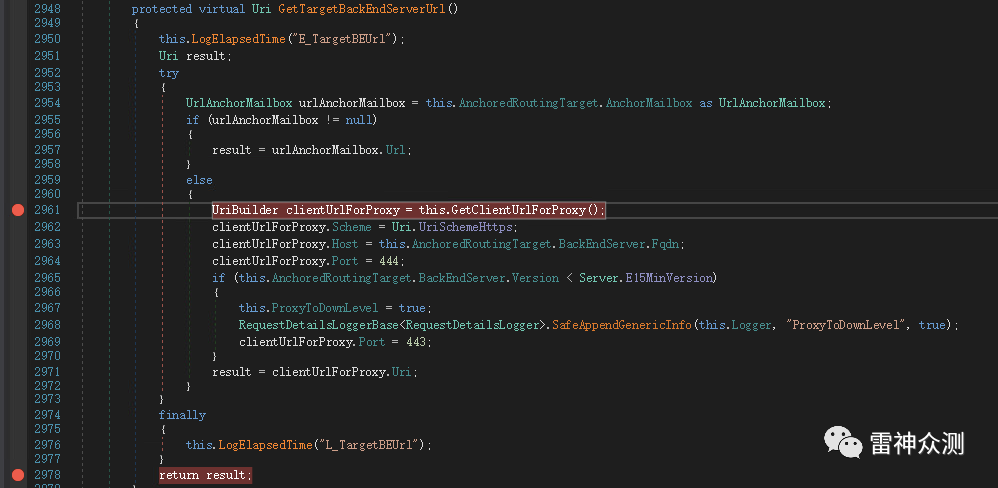 2948 protected virtual Uri GetTargetBackEndServerUrl()
2949 {
2950 this.LogElapsedTime("E_TargetBEUrl");
2951 Uri result;
2952 try
2953 {
2954 UrlAnchorMailbox urlAnchorMailbox = this.AnchoredRoutingTarget.AnchorMailbox as UrlAnchorMailbox;
2955 if (urlAnchorMailbox != null)
2956 {
2957 result = urlAnchorMailbox.Url;
2958 }
2959 else
2960 {
2961 UriBuilder clientUrlForProxy = this.GetClientUrlForProxy();
2962 clientUrlForProxy.Scheme = Uri.UriSchemeHttps;
2963 clientUrlForProxy.Host = this.AnchoredRoutingTarget.BackEndServer.Fqdn;
2964 clientUrlForProxy.Port = 444;
2965 if (this.AnchoredRoutingTarget.BackEndServer.Version < Server.E15MinVersion)
2966 {
2967 this.ProxyToDownLevel = true;
2968 RequestDetailsLoggerBase<RequestDetailsLogger>.SafeAppendGenericInfo(this.Logger, "ProxyToDownLevel", true);
2969 clientUrlForProxy.Port = 443;
2970 }
2971 result = clientUrlForProxy.Uri;
2972 }
2973 }
2974 finally
2975 {
2976 this.LogElapsedTime("L_TargetBEUrl");
2977 }
2978 return result;
雷神众测